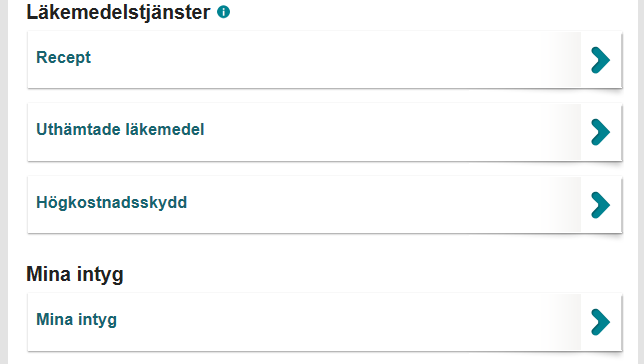 Läkemedelstjänster
Recept
Uthämtade läkemedel
Högkostnadsskydd
Mina intyg
Mina intyg